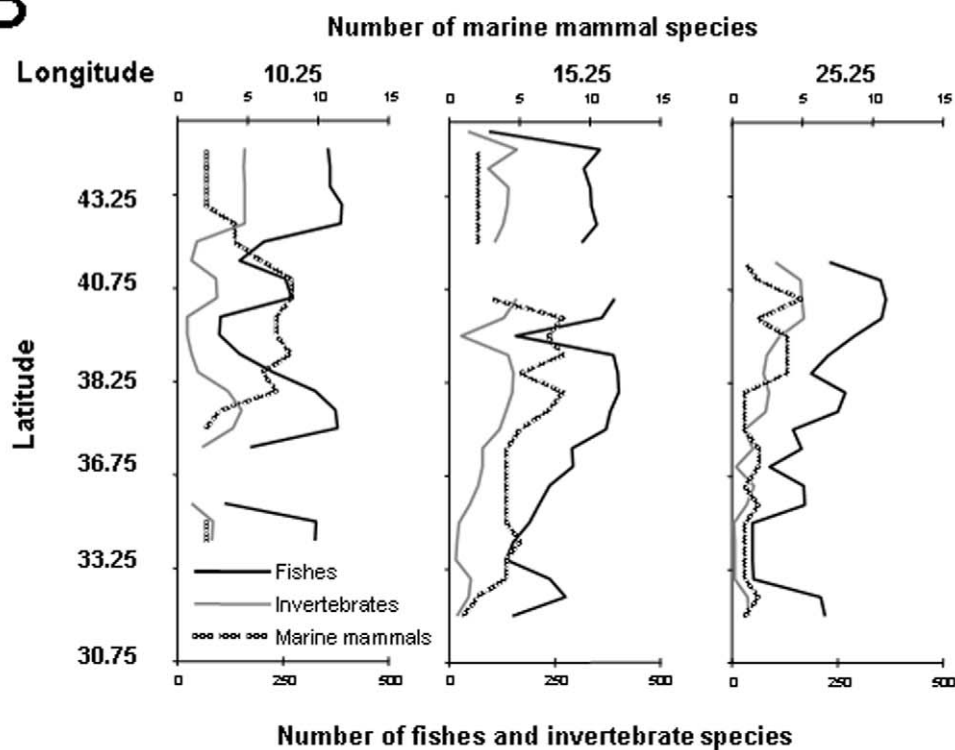 Number of marine mammal species
Longitude 10.25 15.25 25.25
0 5 10 15 0 5 10 15 0 5 10 15
43.25
40.75
38.25
36.75
33.25
30.75
Latitude
Fishes
Invertebrates
Marine mammals
0 250 500 0 250 500 0 250 500
Number of fishes and invertebrate species